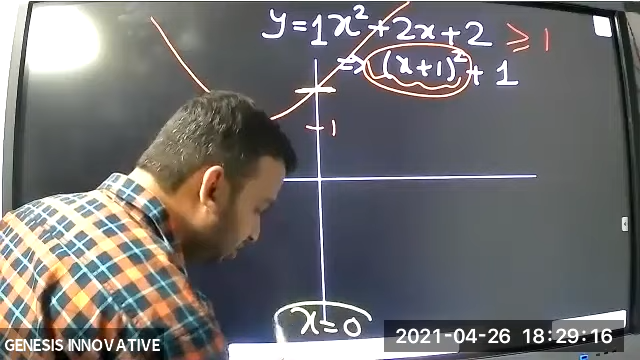 y = 1x² + 2x + 2 ≥ 1
⇒ (x+1)² + 1
1
x = 0
GENESIS INNOVATIVE
2021-04-26 18:29:16